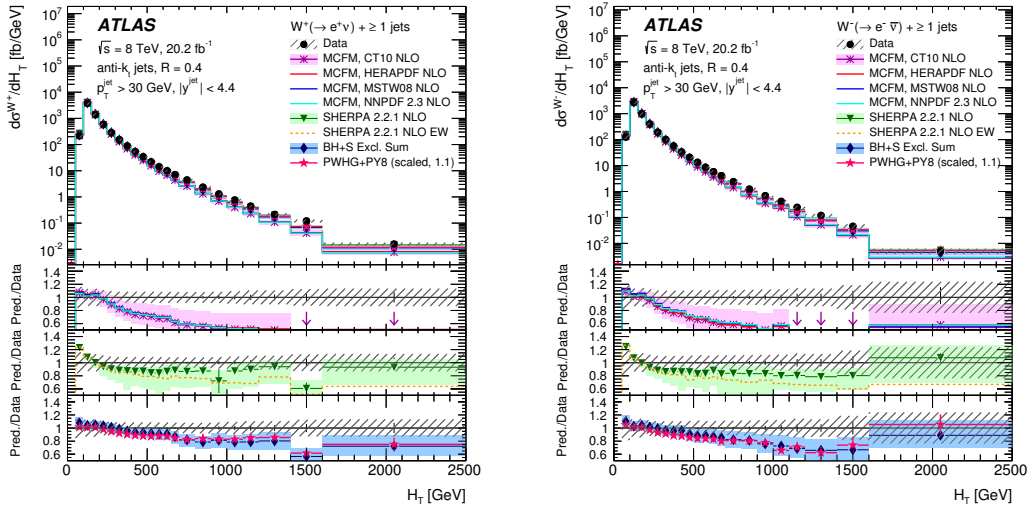 ATLAS
W⁺(→ e⁺ν) + ≥ 1 jets
√s = 8 TeV, 20.2 fb⁻¹
anti-kₜ jets, R = 0.4
p_T^jet > 30 GeV, |y^jet| < 4.4
Data
MCFM, CT10 NLO
MCFM, HERAPDF NLO
MCFM, MSTW08 NLO
MCFM, NNPDF 2.3 NLO
SHERPA 2.2.1 NLO
SHERPA 2.2.1 NLO EW
BH+S Excl. Sum
PWHG+PY8 (scaled, 1.1)
dσ^W⁺/dH_T [fb/GeV]
10⁷
10⁶
10⁵
10⁴
10³
10²
10
1
10⁻¹
10⁻²
Pred./Data
1.4
1.2
1
0.8
0.6
Pred./Data
1.4
1.2
1
0.8
0.6
Pred./Data
1.4
1.2
1
0.8
0.6
0 500 1000 1500 2000 2500
H_T [GeV]
ATLAS
W⁻(→ e⁻ ν̅) + ≥ 1 jets
√s = 8 TeV, 20.2 fb⁻¹
anti-kₜ jets, R = 0.4
p_T^jet > 30 GeV, |y^jet| < 4.4
Data
MCFM, CT10 NLO
MCFM, HERAPDF NLO
MCFM, MSTW08 NLO
MCFM, NNPDF 2.3 NLO
SHERPA 2.2.1 NLO
SHERPA 2.2.1 NLO EW
BH+S Excl. Sum
PWHG+PY8 (scaled, 1.1)
dσ^W⁻/dH_T [fb/GeV]
10⁷
10⁶
10⁵
10⁴
10³
10²
10
1
10⁻¹
10⁻²
Pred./Data
1.4
1.2
1
0.8
0.6
Pred./Data
1.4
1.2
1
0.8
0.6
Pred./Data
1.4
1.2
1
0.8
0.6
0 500 1000 1500 2000 2500
H_T [GeV]